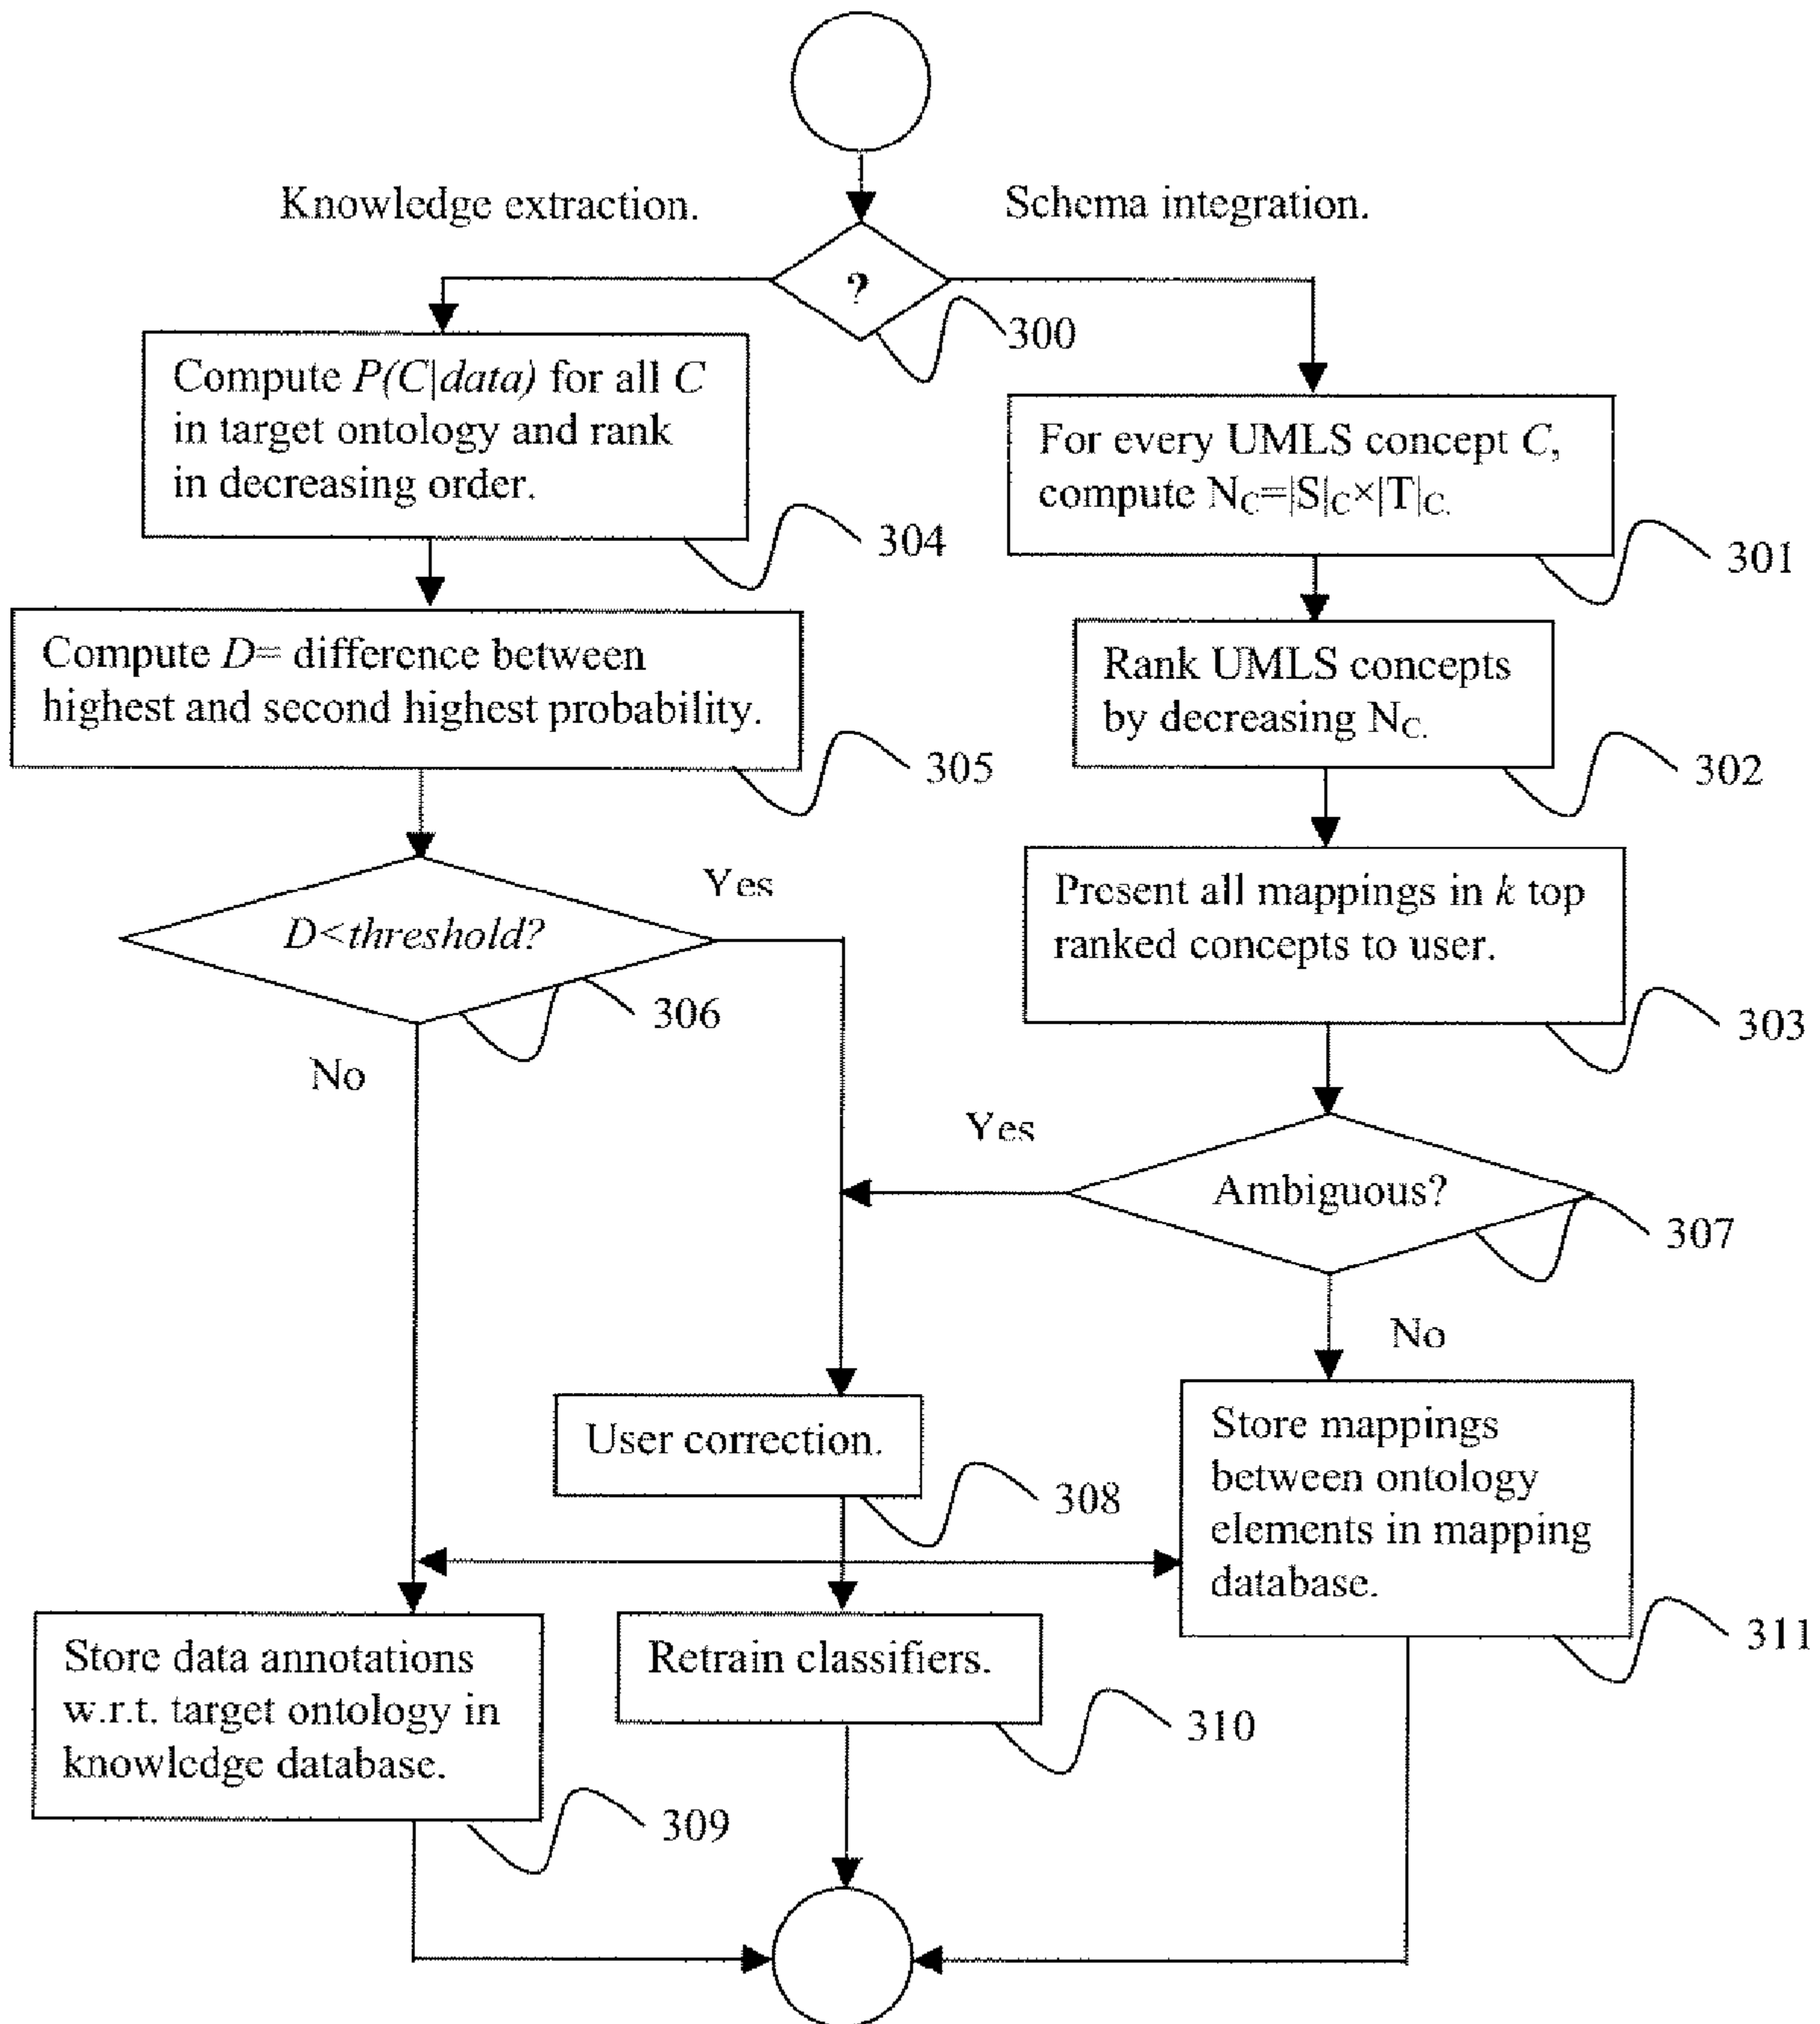 Knowledge extraction.
Schema integration.
?
300
Compute P(C|data) for all C
in target ontology and rank
in decreasing order.
304
For every UMLS concept C,
compute NC=|S|C×|T|C.
301
Compute D= difference between
highest and second highest probability.
305
Rank UMLS concepts
by decreasing NC.
302
D<threshold?
Yes
306
No
Present all mappings in k top
ranked concepts to user.
303
Ambiguous?
Yes
307
No
User correction.
308
Store mappings
between ontology
elements in mapping
database.
311
Store data annotations
w.r.t. target ontology in
knowledge database.
309
Retrain classifiers.
310